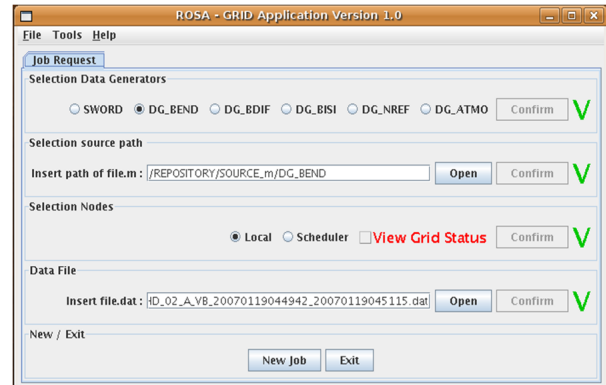 ROSA - GRID Application Version 1.0
File Tools Help
Job Request
Selection Data Generators
SWORD DG_BEND DG_BDIF DG_BISI DG_NREF DG_ATMO Confirm V
Selection source path
Insert path of file.m : /REPOSITORY/SOURCE_m/DG_BEND Open Confirm V
Selection Nodes
Local Scheduler View Grid Status Confirm V
Data File
Insert file.dat : HD_02_A_VB_20070119044942_20070119045115.dat Open Confirm V
New / Exit
New Job Exit